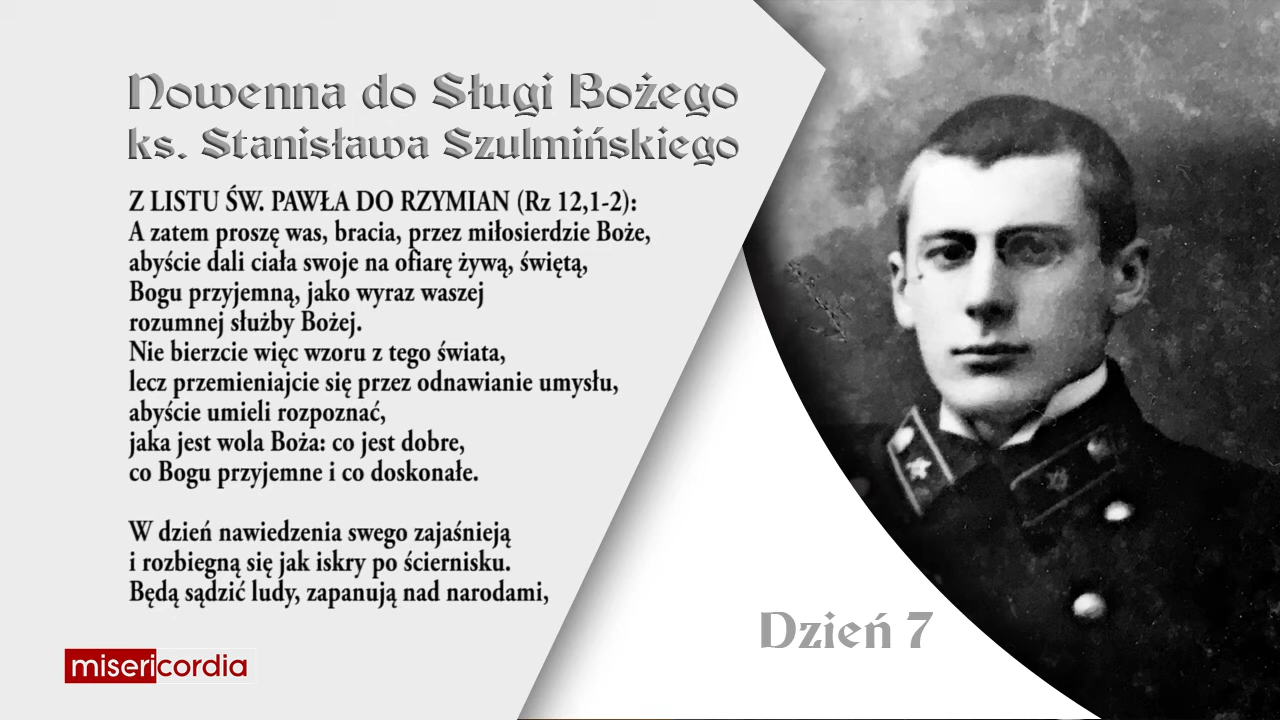 Nowenna do Sługi Bożego
ks. Stanisława Szulmińskiego
Z LISTU ŚW. PAWŁA DO RZYMIAN (Rz 12,1-2):
A zatem proszę was, bracia, przez miłosierdzie Boże,
abyście dali ciała swoje na ofiarę żywą, świętą,
Bogu przyjemną, jako wyraz waszej
rozumnej służby Bożej.
Nie bierzcie więc wzoru z tego świata,
lecz przemieniajcie się przez odnawianie umysłu,
abyście umieli rozpoznać,
jaka jest wola Boża: co jest dobre,
co Bogu przyjemne i co doskonałe.
W dzień nawiedzenia swego zajaśnieją
i rozbiegną się jak iskry po ściernisku.
Będą sądzić ludy, zapanują nad narodami,
Dzień 7
misericordia